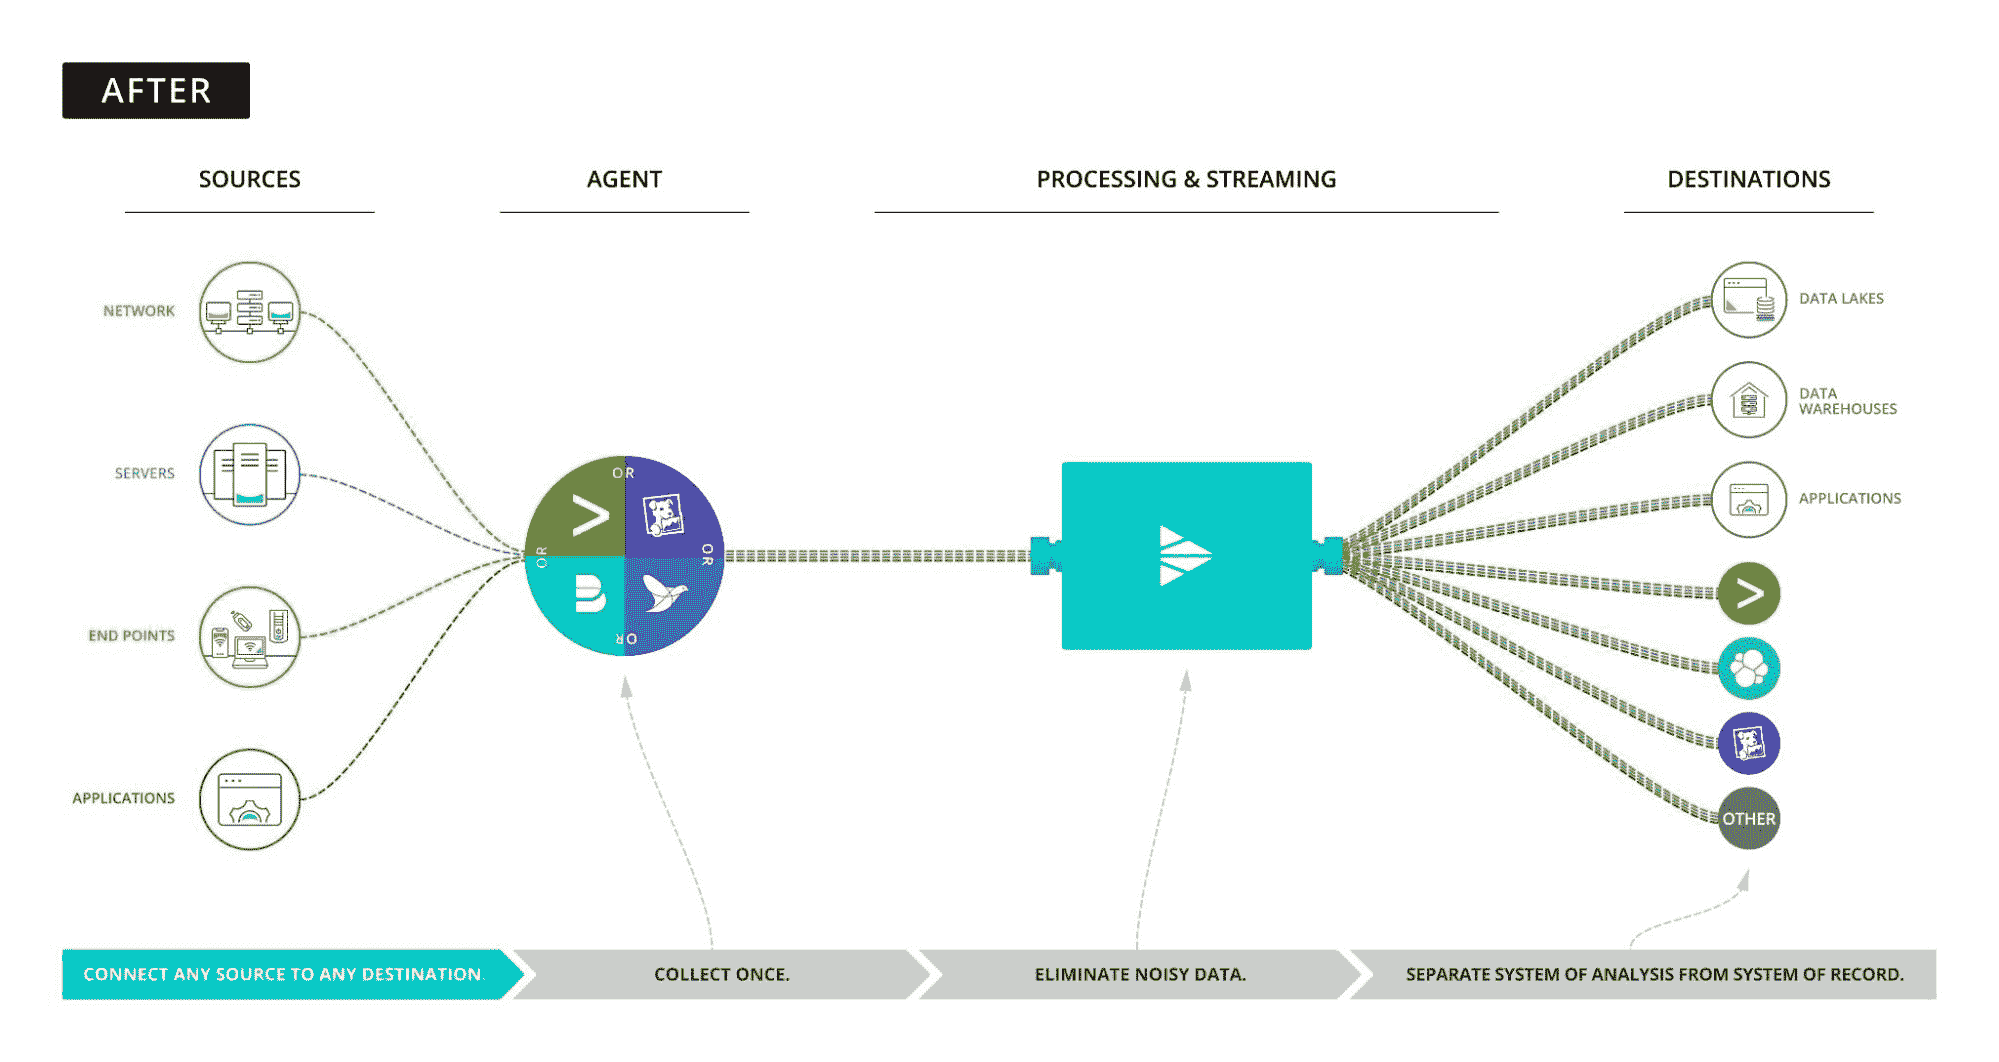 AFTER
SOURCES
AGENT
PROCESSING & STREAMING
DESTINATIONS
NETWORK
SERVERS
END POINTS
APPLICATIONS
OR
OR
OR
OR
DATA LAKES
DATA
WAREHOUSES
APPLICATIONS
OTHER
CONNECT ANY SOURCE TO ANY DESTINATION.
COLLECT ONCE.
ELIMINATE NOISY DATA.
SEPARATE SYSTEM OF ANALYSIS FROM SYSTEM OF RECORD.